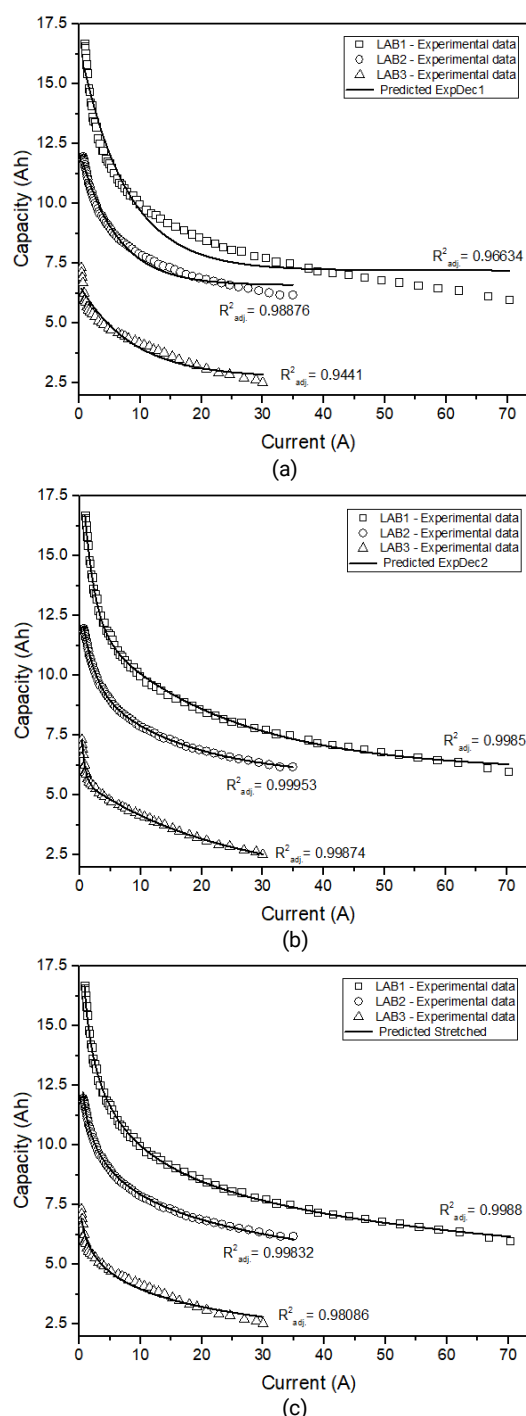 17.5
15.0
12.5
10.0
7.5
5.0
2.5
Capacity (Ah)
LAB1 - Experimental data
LAB2 - Experimental data
LAB3 - Experimental data
Predicted ExpDec1
R²adj.= 0.96634
R²adj.= 0.98876
R²adj.= 0.9441
0 10 20 30 40 50 60 70
Current (A)
(a)
17.5
15.0
12.5
10.0
7.5
5.0
2.5
Capacity (Ah)
LAB1 - Experimental data
LAB2 - Experimental data
LAB3 - Experimental data
Predicted ExpDec2
R²adj.= 0.9985
R²adj.= 0.99953
R²adj.= 0.99874
0 10 20 30 40 50 60 70
Current (A)
(b)
17.5
15.0
12.5
10.0
7.5
5.0
2.5
Capacity (Ah)
LAB1 - Experimental data
LAB2 - Experimental data
LAB3 - Experimental data
Predicted Stretched
R²adj.= 0.9988
R²adj.= 0.99832
R²adj.= 0.98086
0 10 20 30 40 50 60 70
Current (A)
(c)